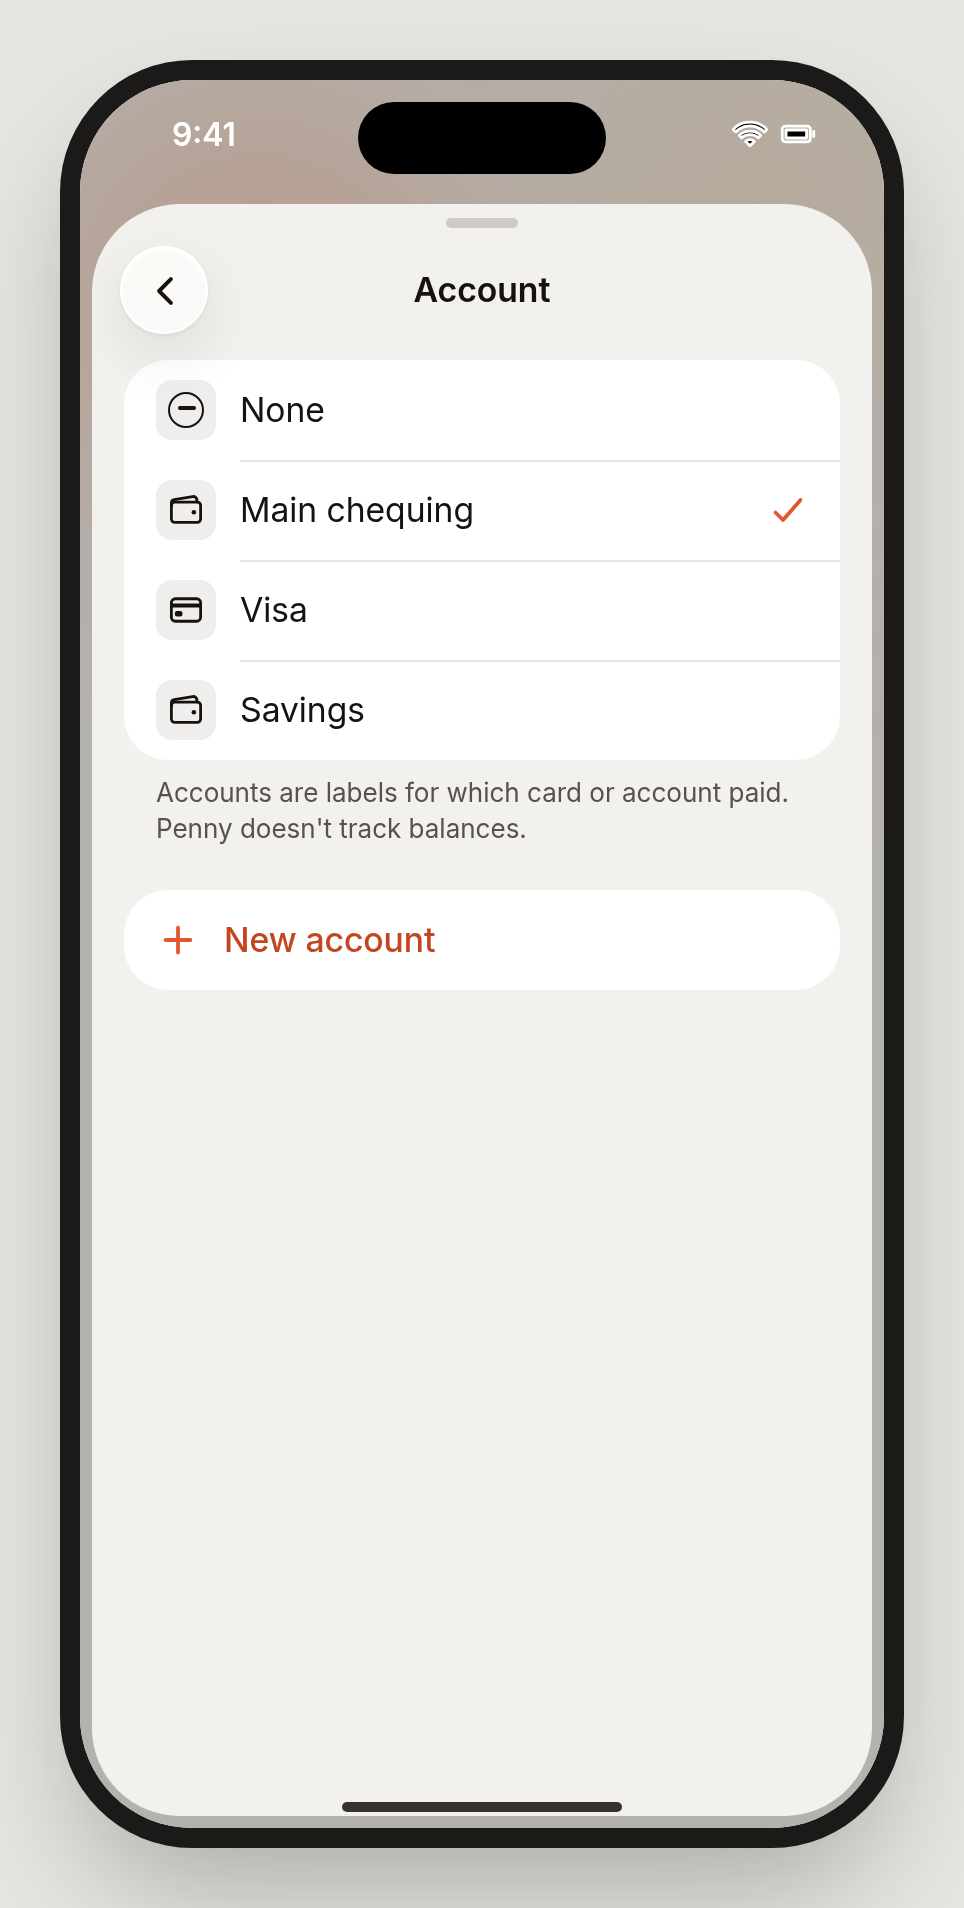 9:41
Account
None
Main chequing
Visa
Savings
Accounts are labels for which card or account paid.
Penny doesn't track balances.
New account